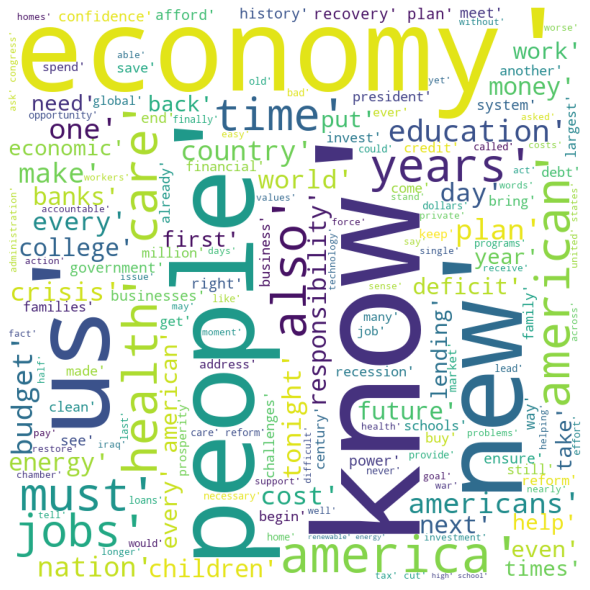 homes'
confidence'
afford'
history'
recovery'
plan'
meet'
without'
worse'
economy'
ask'
congress'
spend'
able'
save'
old'
bad'
yet'
work'
another'
money'
need'
global'
back'
opportunity'
end'
finally'
time'
put'
president'
ever'
asked'
system'
largest'
costs'
one'
economic'
easy'
invest'
could'
credit'
called'
education'
years'
care'
country'
financial'
make'
workers'
already'
values'
world'
day'
come'
stand'
dollars'
private'
act'
words'
bring'
debt'
banks'
every'
accountable'
administration'
college'
action'
first'
million'
days'
business'
force'
technology'
also'
responsibility'
keep'
say'
plan'
year'
programs'
receive'
united'
states'
american'
government'
issue'
right'
crisis'
businesses'
may'
like'
single'
sense'
deficit'
family'
across'
us'
people'
know'
new'
families'
get'
moment'
many'
job'
lending'
market'
fact'
half'
made'
health'
american'
prosperity'
address'
tonight'
challenges'
recession'
lead'
way'
budget'
clean'
see'
care'
reform'
century'
health'
future'
schools'
problems'
helping'
take'
effort'
pay'
restore'
iraq'
last'
energy'
every'
difficult'
power'
provide'
buy'
ensure'
still'
reform'
nearly'
chamber'
loans'
necessary'
support'
cost'
never'
goal'
war'
americans'
must'
tell'
jobs'
longer'
would'
begin'
well'
next'
help'
home'
renewable'
energy'
investment'
nation'
children'
america'
even'
times'
tax'
cut'
high'
school'